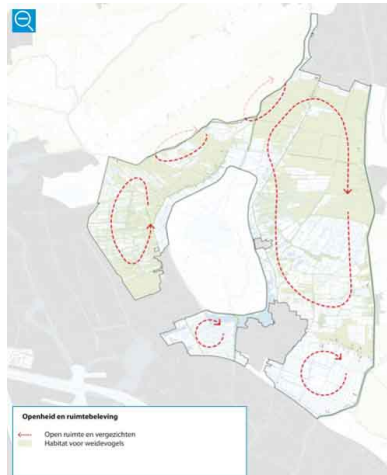 Openheid en ruimtebeleving
Open ruimte en vergezichten
Habitat voor weidevogels